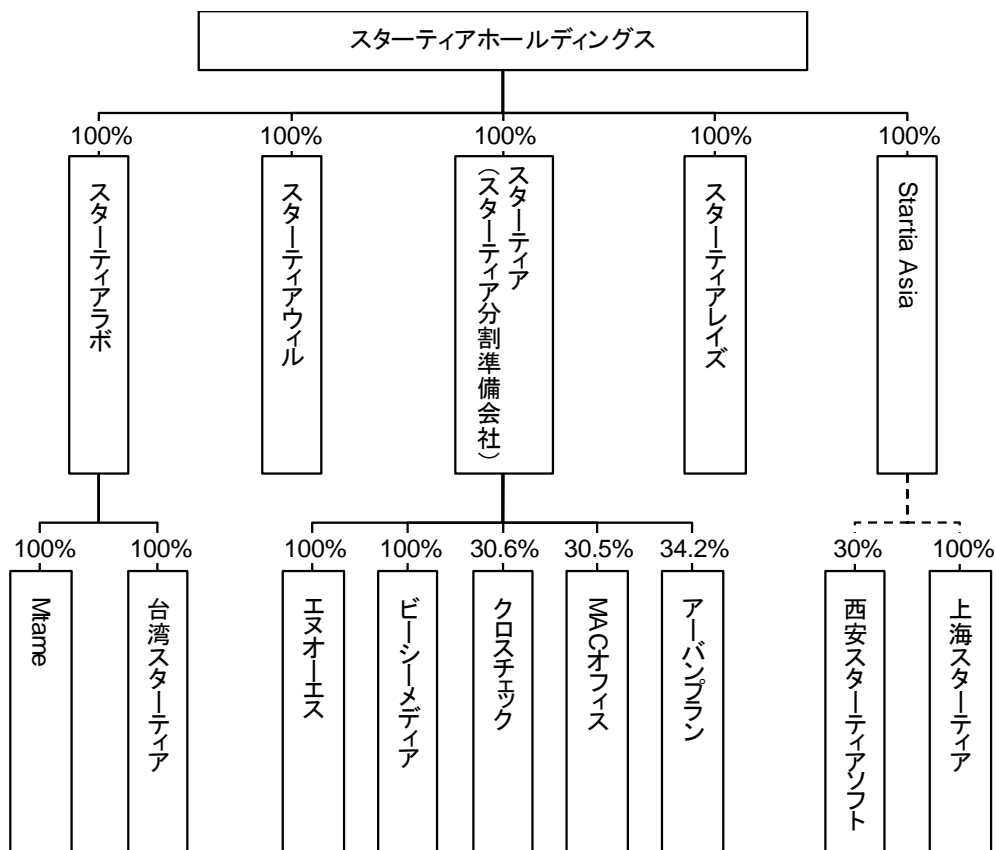 スターティアホールディングス
100%
100%
100%
100%
100%
スターティアラボ
スターティアウィル
スターティア
（スターティア分割準備会社）
スターティアレイズ
Startia Asia
100%
100%
100%
100%
30.6%
30.5%
34.2%
30%
100%
Mtame
台湾スターティア
エヌオーエス
ビーシーメディア
クロスチェック
MACオフィス
アーバンプラン
西安スターティアソフト
上海スターティア